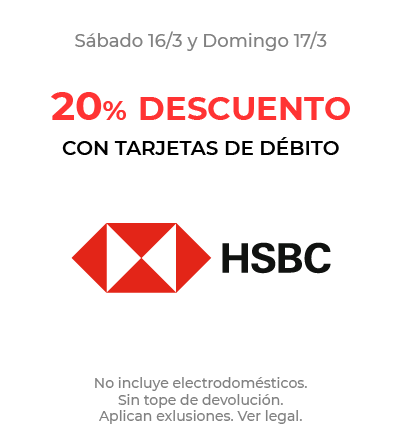 Sábado 16/3 y Domingo 17/3
20% DESCUENTO
CON TARJETAS DE DÉBITO
HSBC
No incluye electrodomésticos.
Sin tope de devolución.
Aplican exlusiones. Ver legal.